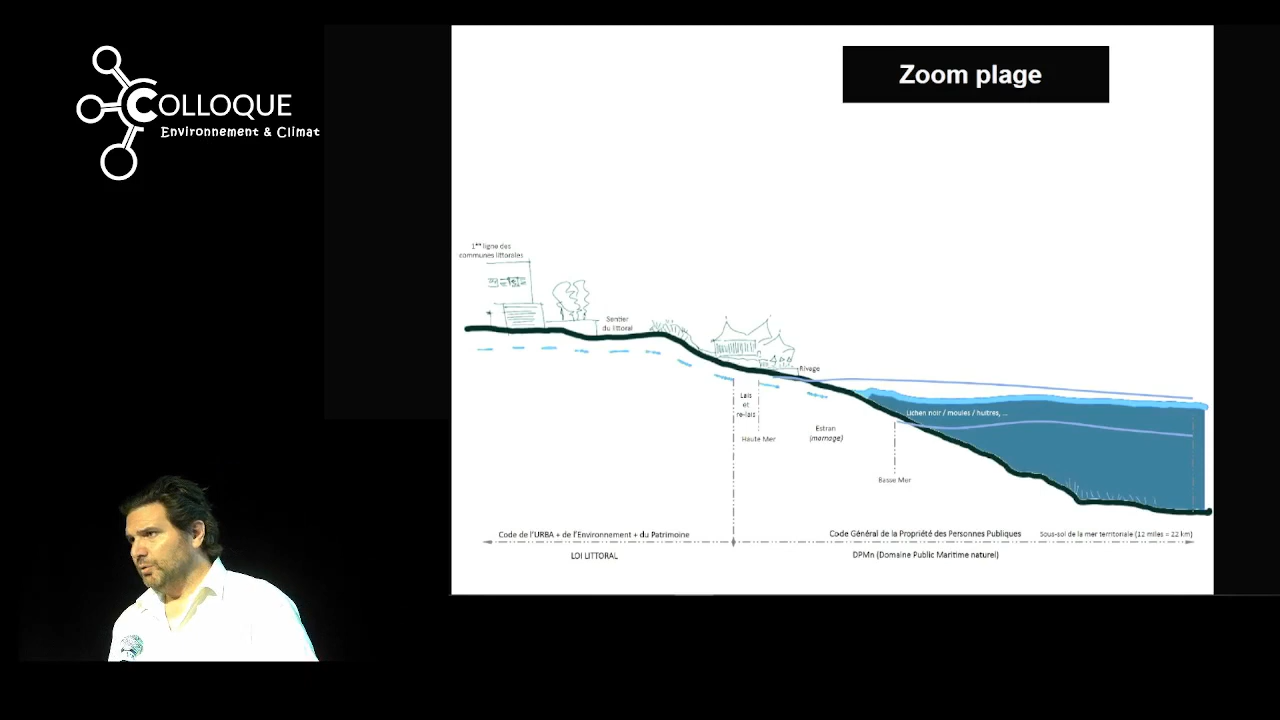 COLLOQUE
Environnement & Climat
Zoom plage
1ère ligne des
communes littorales
Sentier
du littoral
Rivage
Lais
et
re-lais
Haute Mer
Estran
(marnage)
Lichen noir / moules / huitres, ...
Basse Mer
Code de l'URBA + de l'Environnement + du Patrimoine
LOI LITTORAL
Code Général de la Propriété des Personnes Publiques
Sous-sol de la mer territoriale (12 miles = 22 km)
DPMn (Domaine Public Maritime naturel)